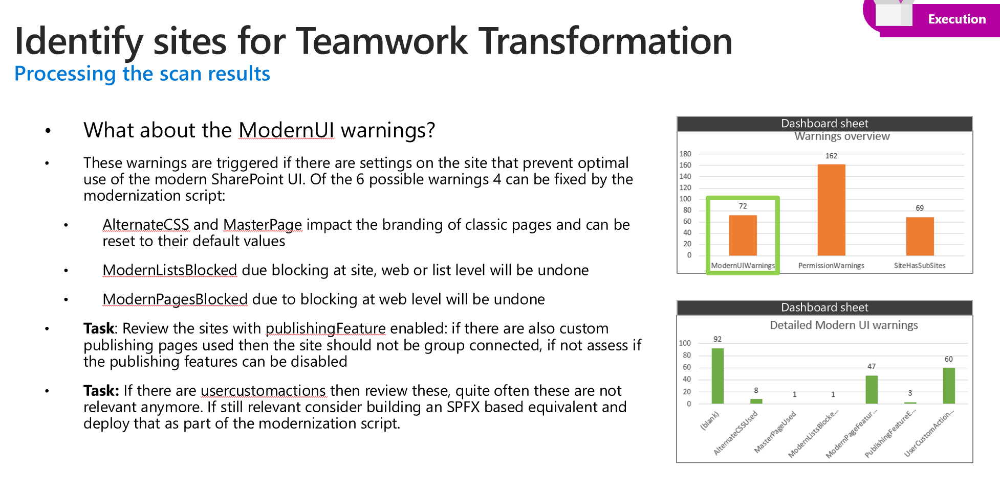 Execution
Identify sites for Teamwork Transformation
Processing the scan results
• What about the ModernUI warnings?
• These warnings are triggered if there are settings on the site that prevent optimal
use of the modern SharePoint UI. Of the 6 possible warnings 4 can be fixed by the
modernization script:
• AlternateCSS and MasterPage impact the branding of classic pages and can be
reset to their default values
• ModernListsBlocked due blocking at site, web or list level will be undone
• ModernPagesBlocked due to blocking at web level will be undone
• Task: Review the sites with publishingFeature enabled: if there are also custom
publishing pages used then the site should not be group connected, if not assess if
the publishing features can be disabled
• Task: If there are usercustomactions then review these, quite often these are not
relevant anymore. If still relevant consider building an SPFX based equivalent and
deploy that as part of the modernization script.
Dashboard sheet
Warnings overview
180
160
140
120
100
80
60
40
20
0
72
162
69
ModernUIWarnings
PermissionWarnings
SiteHasSubSites
Dashboard sheet
Detailed Modern UI warnings
100
80
60
40
20
0
92
8
1
1
47
3
60
(blank)
AlternateCSSUsed
MasterPageUsed
ModernListsBlocke...
ModernPageFeatur...
PublishingFeatureE...
UserCustomAction...